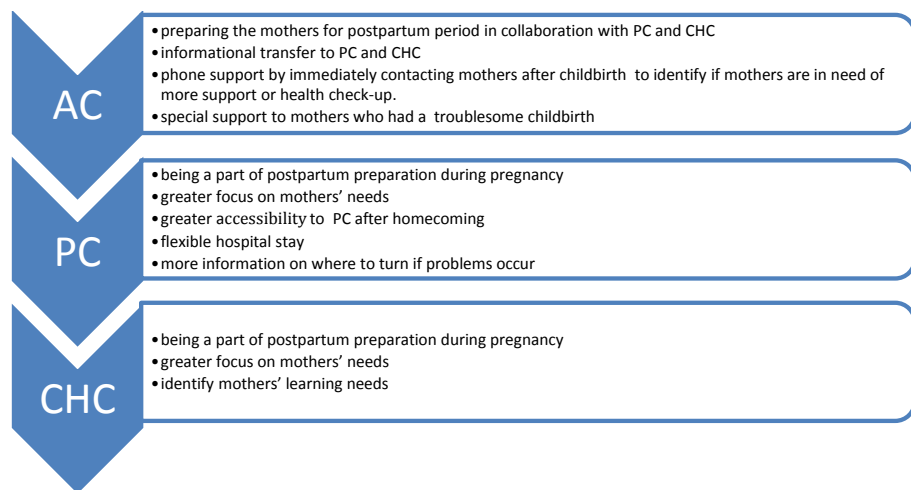 AC
•preparing the mothers for postpartum period in collaboration with PC and CHC
•informational transfer to PC and CHC
•phone support by immediately contacting mothers after childbirth to identify if mothers are in need of
more support or health check-up.
•special support to mothers who had a troublesome childbirth
PC
•being a part of postpartum preparation during pregnancy
•greater focus on mothers’ needs
•greater accessibility to PC after homecoming
•flexible hospital stay
•more information on where to turn if problems occur
CHC
•being a part of postpartum preparation during pregnancy
•greater focus on mothers’ needs
•identify mothers’ learning needs